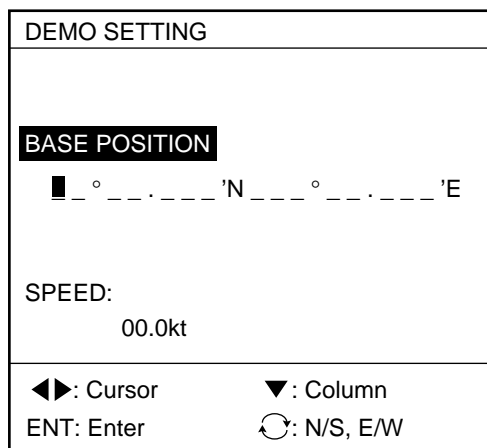 DEMO SETTING
BASE POSITION
_ _ ° _ _ . _ _ _ ’N _ _ _ ° _ _ . _ _ _ ’E
SPEED:
00.0kt
◀▶: Cursor ▼: Column
ENT: Enter : N/S, E/W